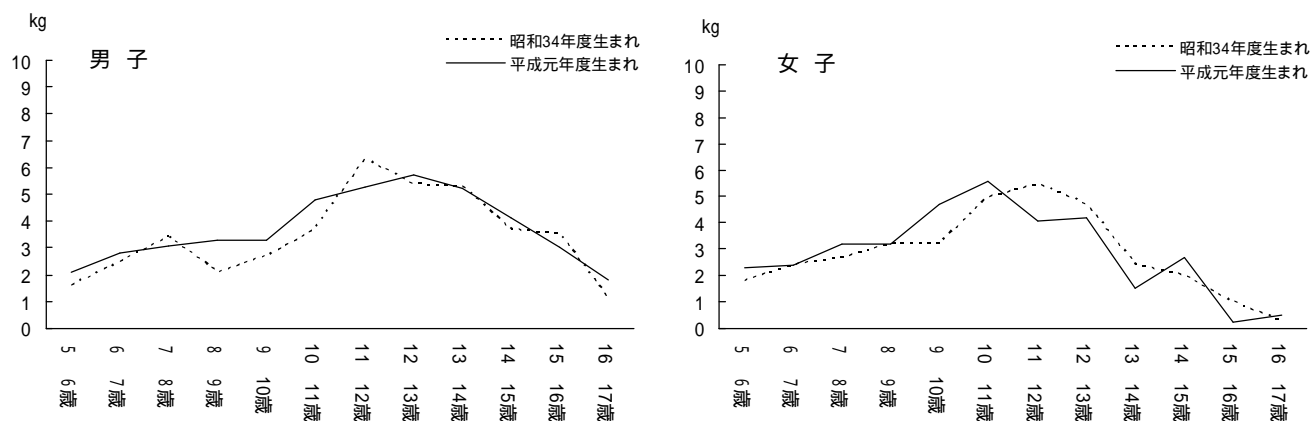 kg
男 子
昭和34年度生まれ
平成元年度生まれ
10
9
8
7
6
5
4
3
2
1
0
5 6歳
6 7歳
7 8歳
8 9歳
9 10歳
10 11歳
11 12歳
12 13歳
13 14歳
14 15歳
15 16歳
16 17歳
kg
女 子
昭和34年度生まれ
平成元年度生まれ
10
9
8
7
6
5
4
3
2
1
0
5 6歳
6 7歳
7 8歳
8 9歳
9 10歳
10 11歳
11 12歳
12 13歳
13 14歳
14 15歳
15 16歳
16 17歳